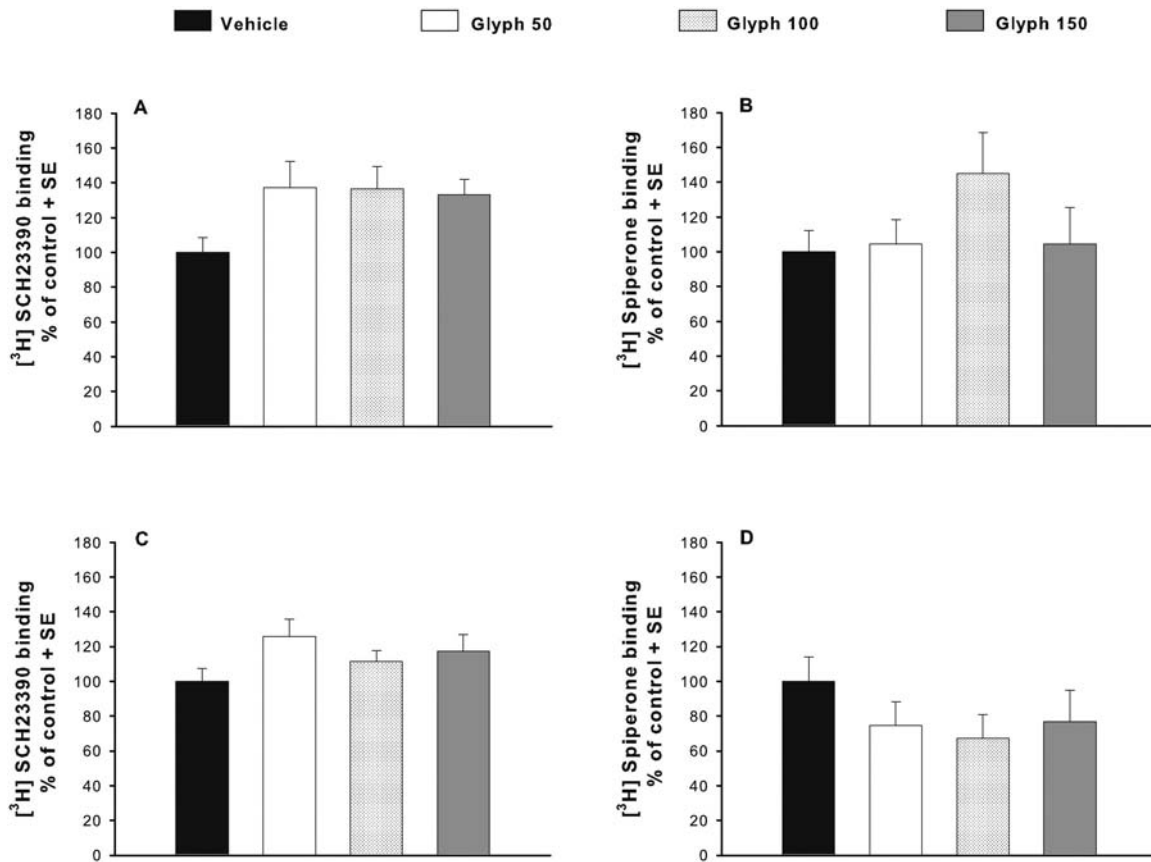 Vehicle
Glyph 50
Glyph 100
Glyph 150
A
[³H] SCH23390 binding
% of control + SE
180
160
140
120
100
80
60
40
20
0
B
[³H] Spiperone binding
% of control + SE
180
160
140
120
100
80
60
40
20
0
C
[³H] SCH23390 binding
% of control + SE
180
160
140
120
100
80
60
40
20
0
D
[³H] Spiperone binding
% of control + SE
180
160
140
120
100
80
60
40
20
0